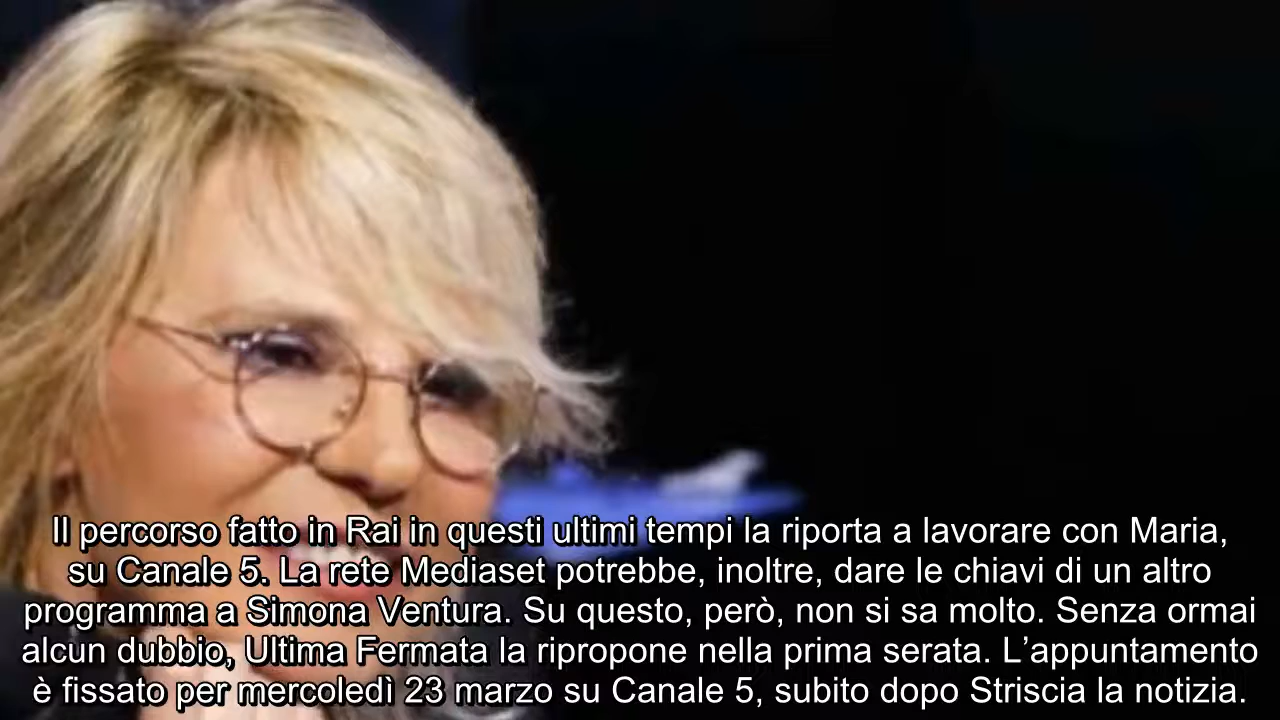 Il percorso fatto in Rai in questi ultimi tempi la riporta a lavorare con Maria,
su Canale 5. La rete Mediaset potrebbe, inoltre, dare le chiavi di un altro
programma a Simona Ventura. Su questo, però, non si sa molto. Senza ormai
alcun dubbio, Ultima Fermata la ripropone nella prima serata. L’appuntamento
è fissato per mercoledì 23 marzo su Canale 5, subito dopo Striscia la notizia.